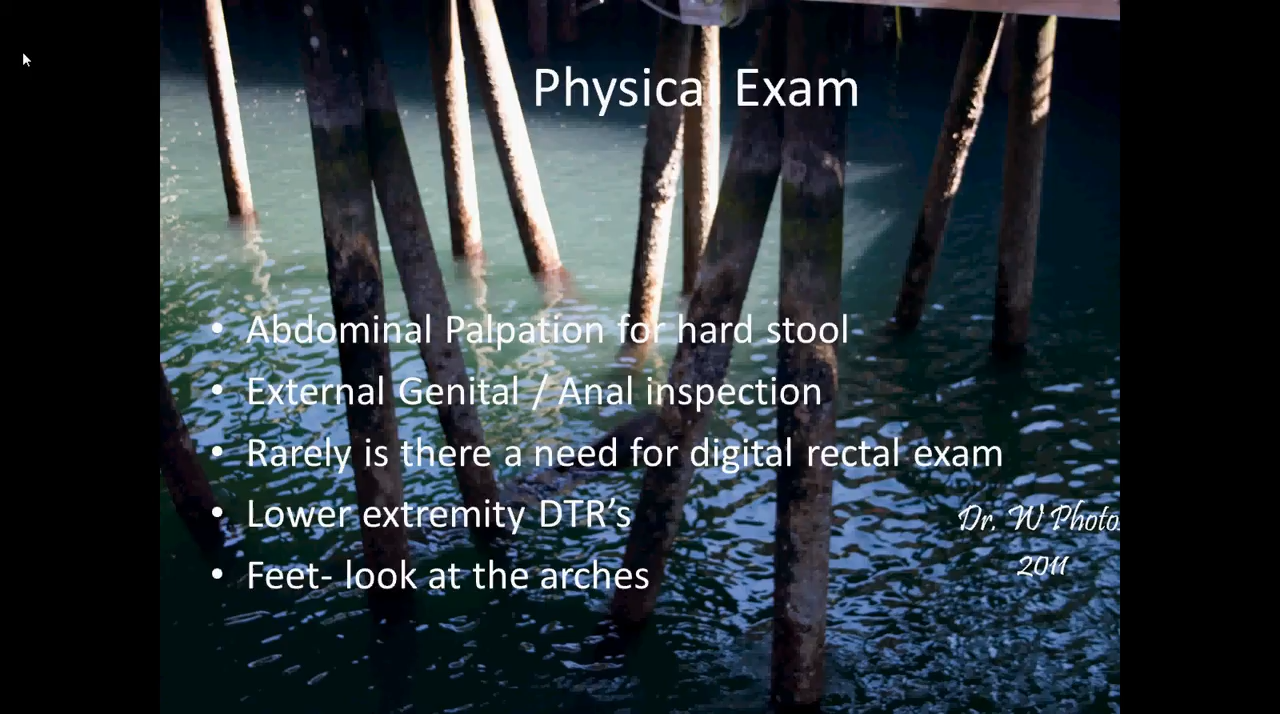 Physical Exam
• Abdominal Palpation for hard stool
• External Genital / Anal inspection
• Rarely is there a need for digital rectal exam
• Lower extremity DTR’s
• Feet- look at the arches
Dr. W Photo
2011